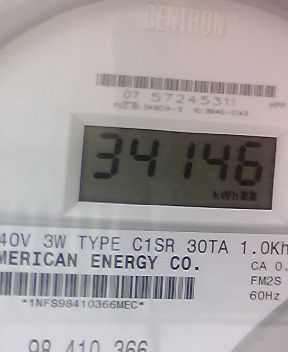 CENTRON®
07 57245311
HPP
34146
kWh
40V 3W TYPE C1SR 30TA 1.0Kh
MERICAN ENERGY CO.
CA 0.
FM2S
*1NFS98410366MEC*
60Hz
98 410 366